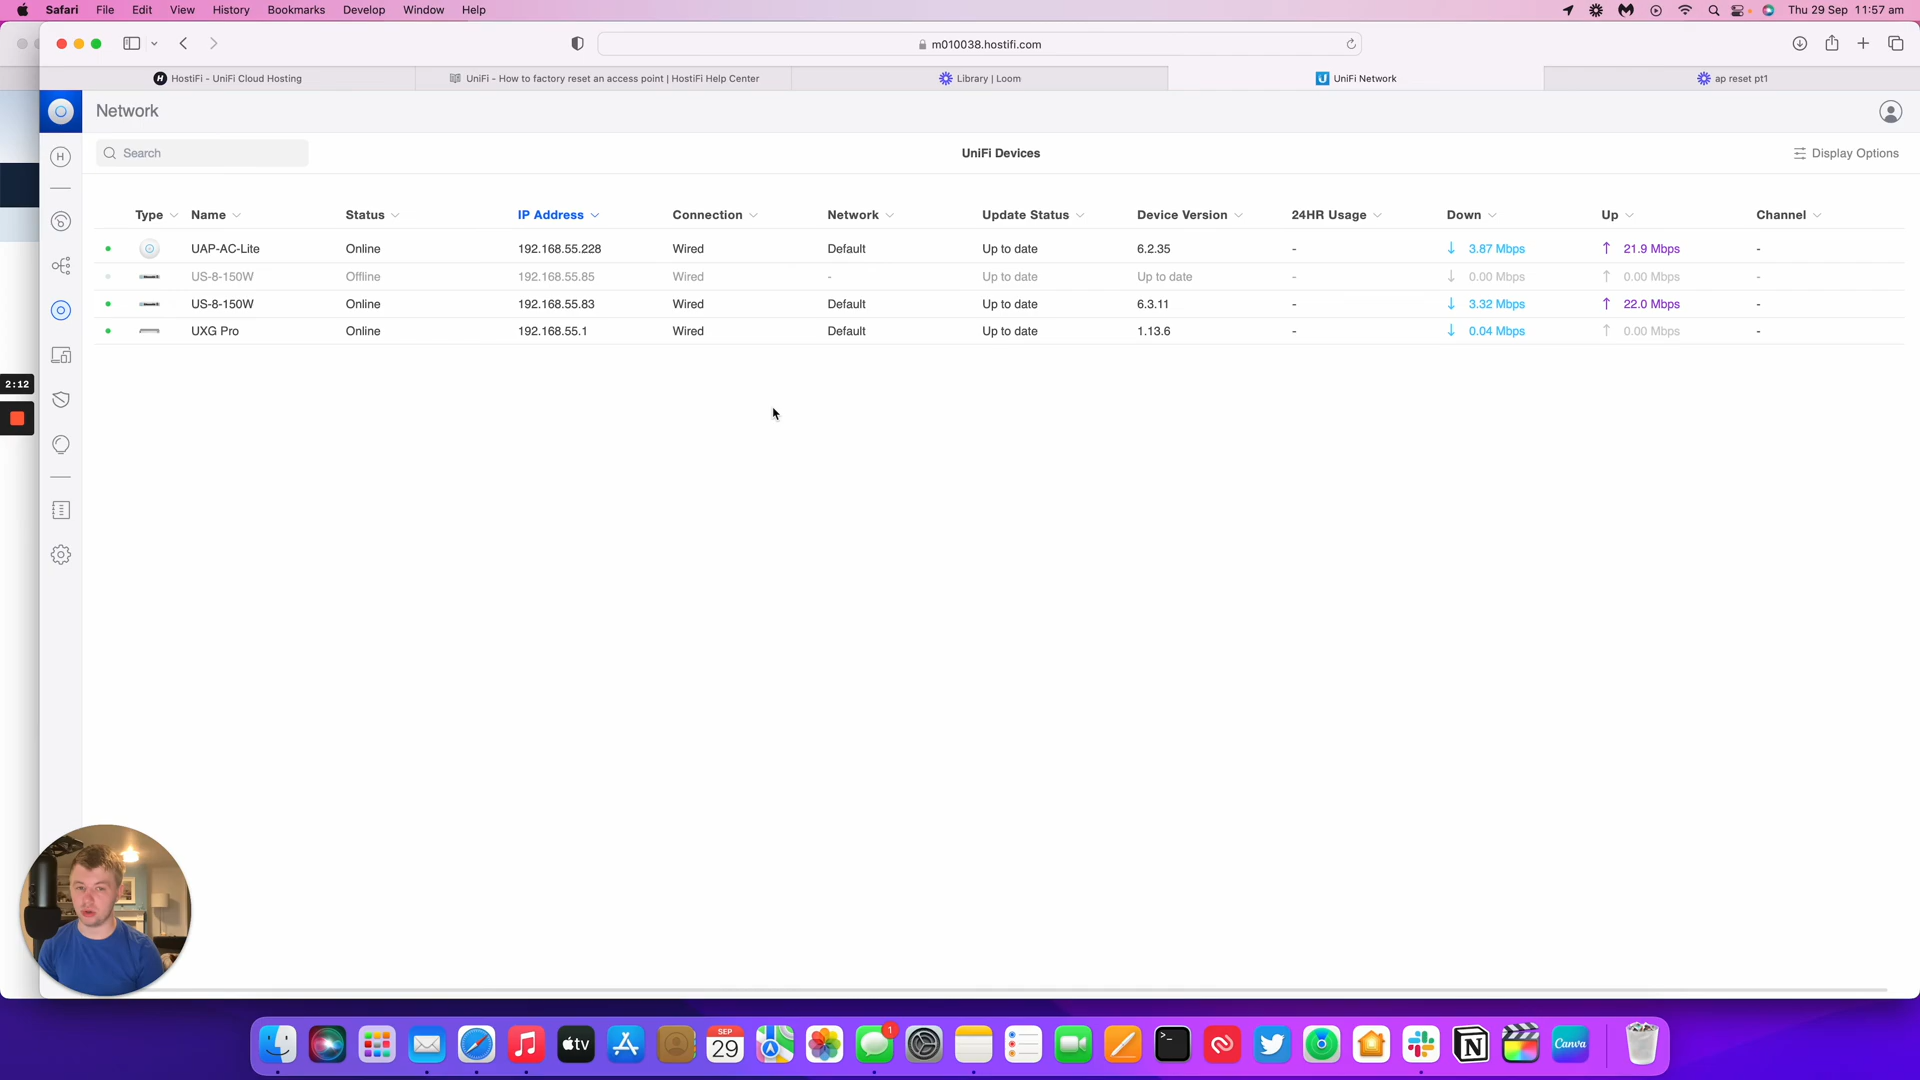 Safari File Edit View History Bookmarks Develop Window Help Thu 29 Sep 11:57 am
m010038.hostifi.com
H HostiFi - UniFi Cloud Hosting UniFi - How to factory reset an access point | HostiFi Help Center Library | Loom U UniFi Network ap reset pt1
Network
H
Search UniFi Devices Display Options
Type Name Status IP Address Connection Network Update Status Device Version 24HR Usage Down Up Channel
UAP-AC-Lite Online 192.168.55.228 Wired Default Up to date 6.2.35 - 3.87 Mbps 21.9 Mbps -
US-8-150W Offline 192.168.55.85 Wired - Up to date Up to date - 0.00 Mbps 0.00 Mbps -
US-8-150W Online 192.168.55.83 Wired Default Up to date 6.3.11 - 3.32 Mbps 22.0 Mbps -
UXG Pro Online 192.168.55.1 Wired Default Up to date 1.13.6 - 0.04 Mbps 0.00 Mbps -
2:12
tv SEP 29 1 N Canva